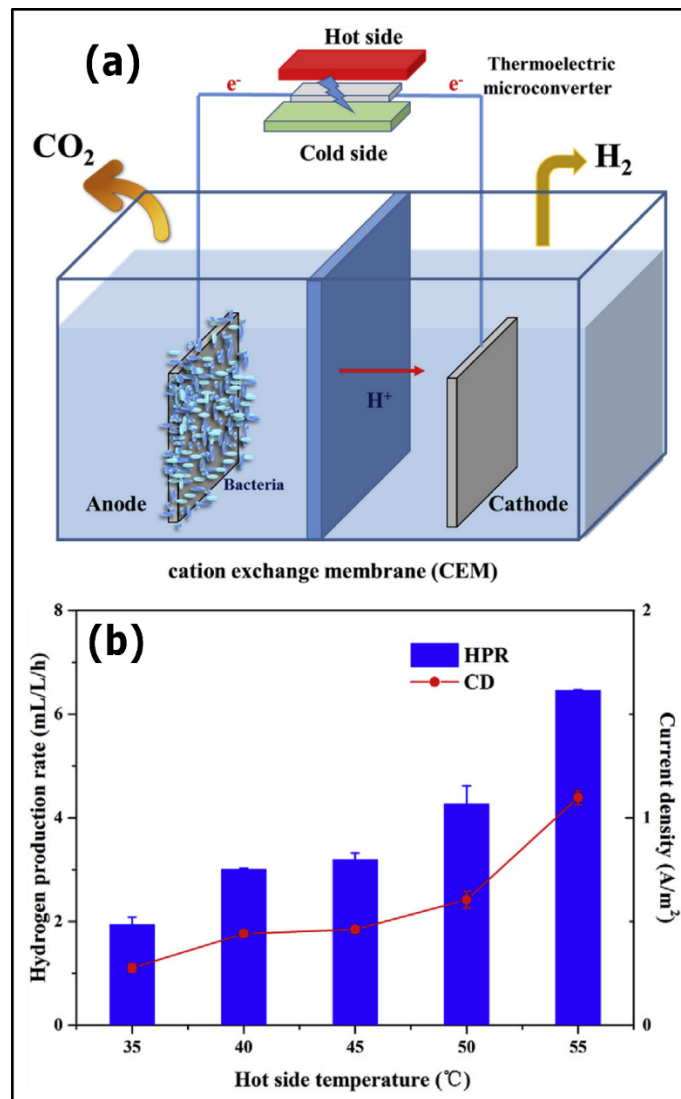 (a)
Hot side
Thermoelectric
microconverter
e⁻
e⁻
Cold side
CO₂
H₂
H⁺
Anode
Bacteria
Cathode
cation exchange membrane (CEM)
(b)
HPR
CD
Hydrogen production rate (mL/L/h)
8
6
4
2
0
Current density (A/m²)
2
1
0
35 40 45 50 55
Hot side temperature (℃)